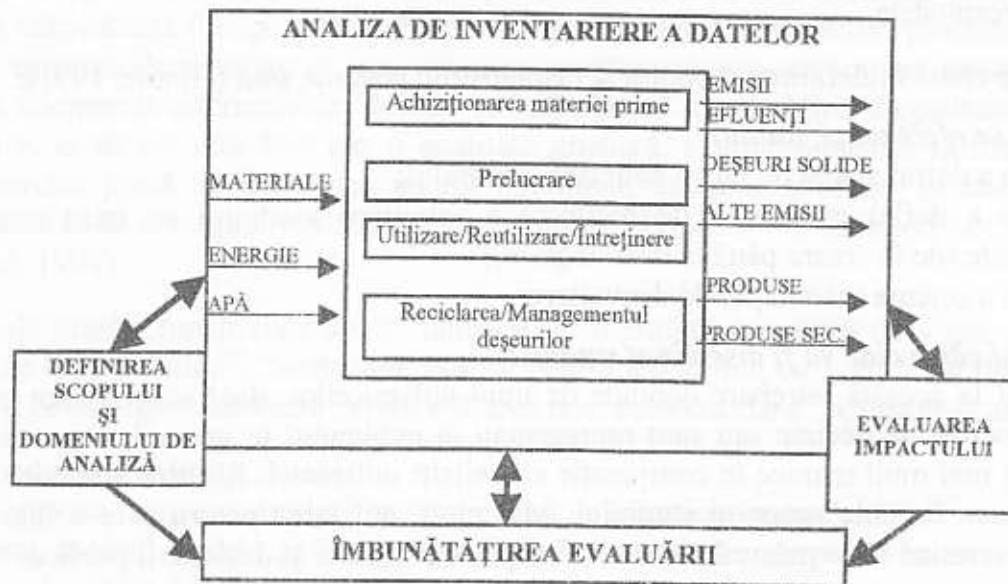 ANALIZA DE INVENTARIERE A DATELOR
Achiziționarea materiei prime
Prelucrare
Utilizare/Reutilizare/Întreținere
Reciclarea/Managementul
deșeurilor
MATERIALE
ENERGIE
APĂ
EMISII
EFLUENȚI
DEȘEURI SOLIDE
ALTE EMISII
PRODUSE
PRODUSE SEC.
DEFINIREA
SCOPULUI
ȘI
DOMENIULUI DE
ANALIZĂ
EVALUAREA
IMPACTULUI
ÎMBUNĂTĂȚIREA EVALUĂRII